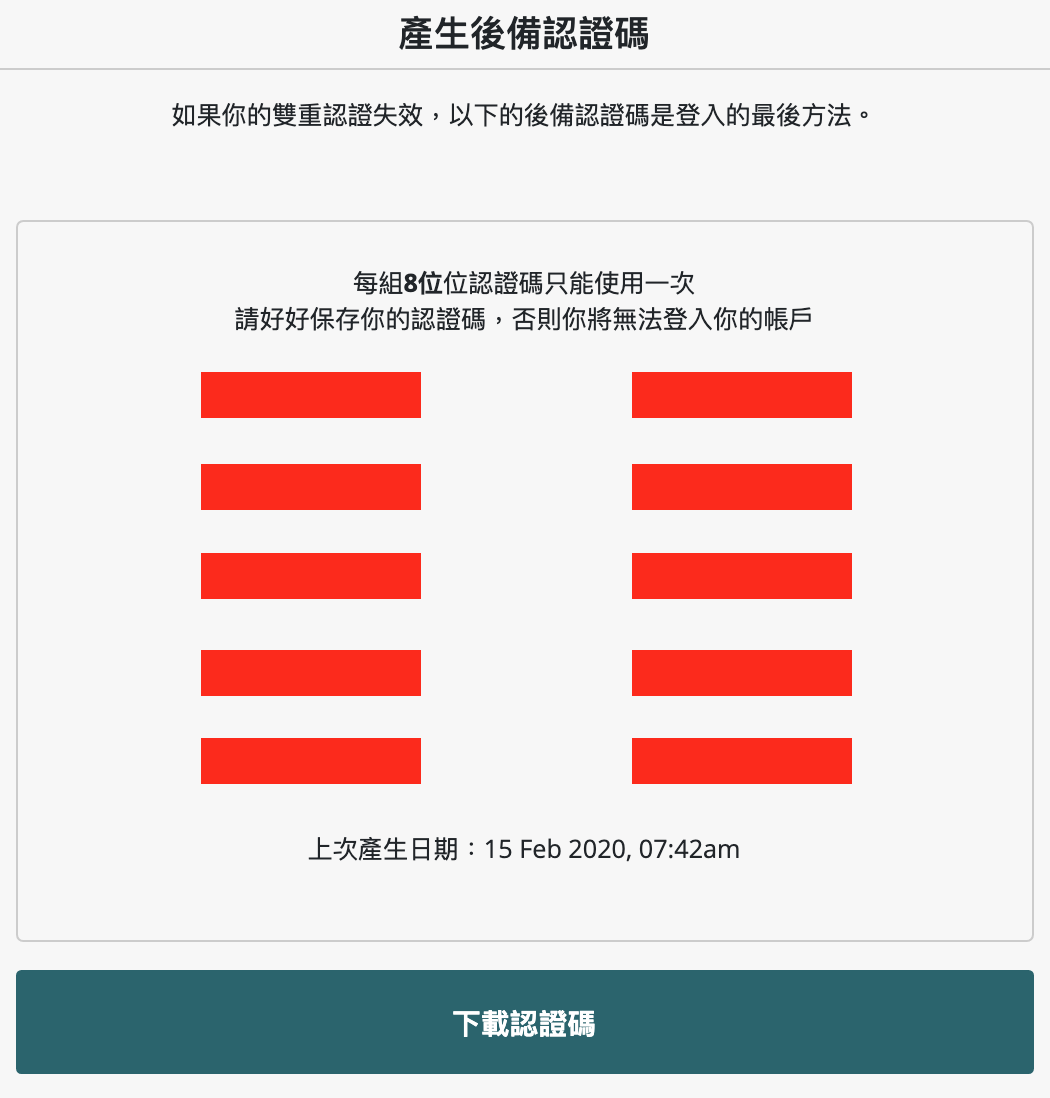 產生後備認證碼
如果你的雙重認證失效，以下的後備認證碼是登入的最後方法。
每組8位位認證碼只能使用一次
請好好保存你的認證碼，否則你將無法登入你的帳戶
上次產生日期：15 Feb 2020, 07:42am
下載認證碼